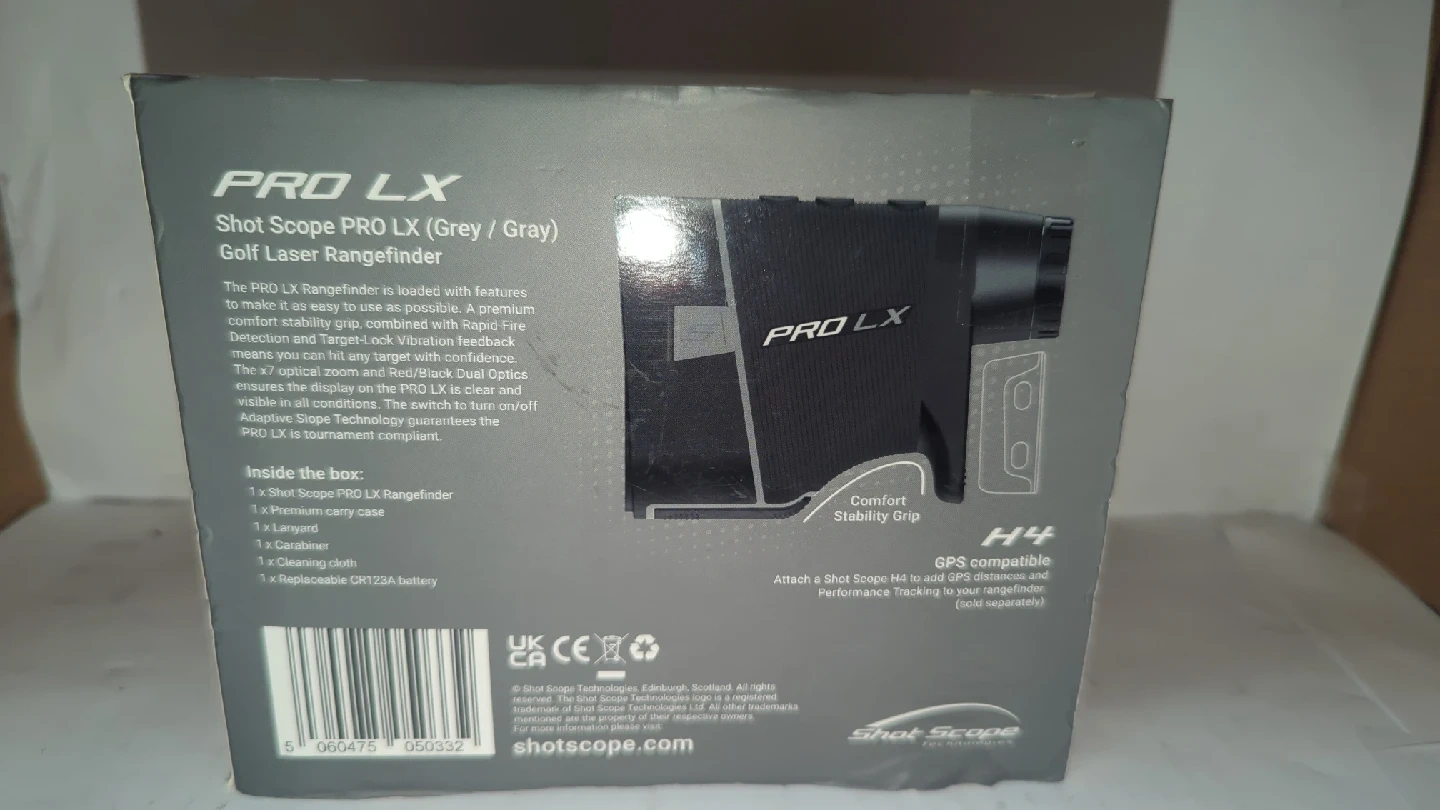 PRO LX
Shot Scope PRO LX (Grey / Gray)
Golf Laser Rangefinder
The PRO LX Rangefinder is loaded with features
to make it as easy to use as possible. A premium
comfort stability grip, combined with Rapid-Fire
Detection and Target-Lock Vibration feedback
means you can hit any target with confidence.
The x7 optical zoom and Red/Black Dual Optics
ensures the display on the PRO LX is clear and
visible in all conditions. The switch to turn on/off
Adaptive Slope Technology guarantees the
PRO LX is tournament compliant.
Inside the box:
1 x Shot Scope PRO LX Rangefinder
1 x Premium carry case
1 x Lanyard
1 x Carabiner
1 x Cleaning cloth
1 x Replaceable CR123A battery
PRO LX
Comfort
Stability Grip
H4
GPS compatible
Attach a Shot Scope H4 to add GPS distances and
Performance Tracking to your rangefinder.
(sold separately)
5 060475 050332
UK
CA CE
© Shot Scope Technologies, Edinburgh, Scotland. All rights
reserved. The Shot Scope Technologies logo is a registered
trademark of Shot Scope Technologies Ltd. All other trademarks
mentioned are the property of their respective owners.
For more information please visit:
shotscope.com
Shot Scope
TECHNOLOGIES